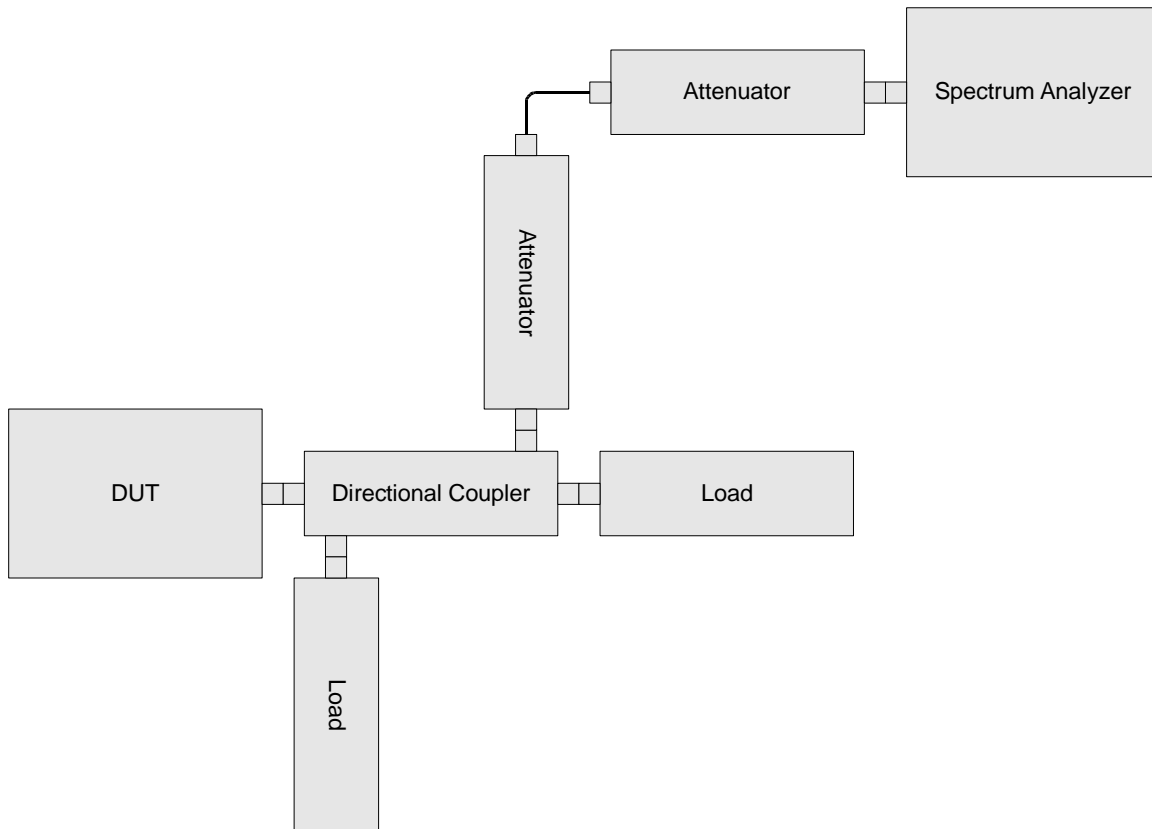 Attenuator
Spectrum Analyzer
Attenuator
DUT
Directional Coupler
Load
Load